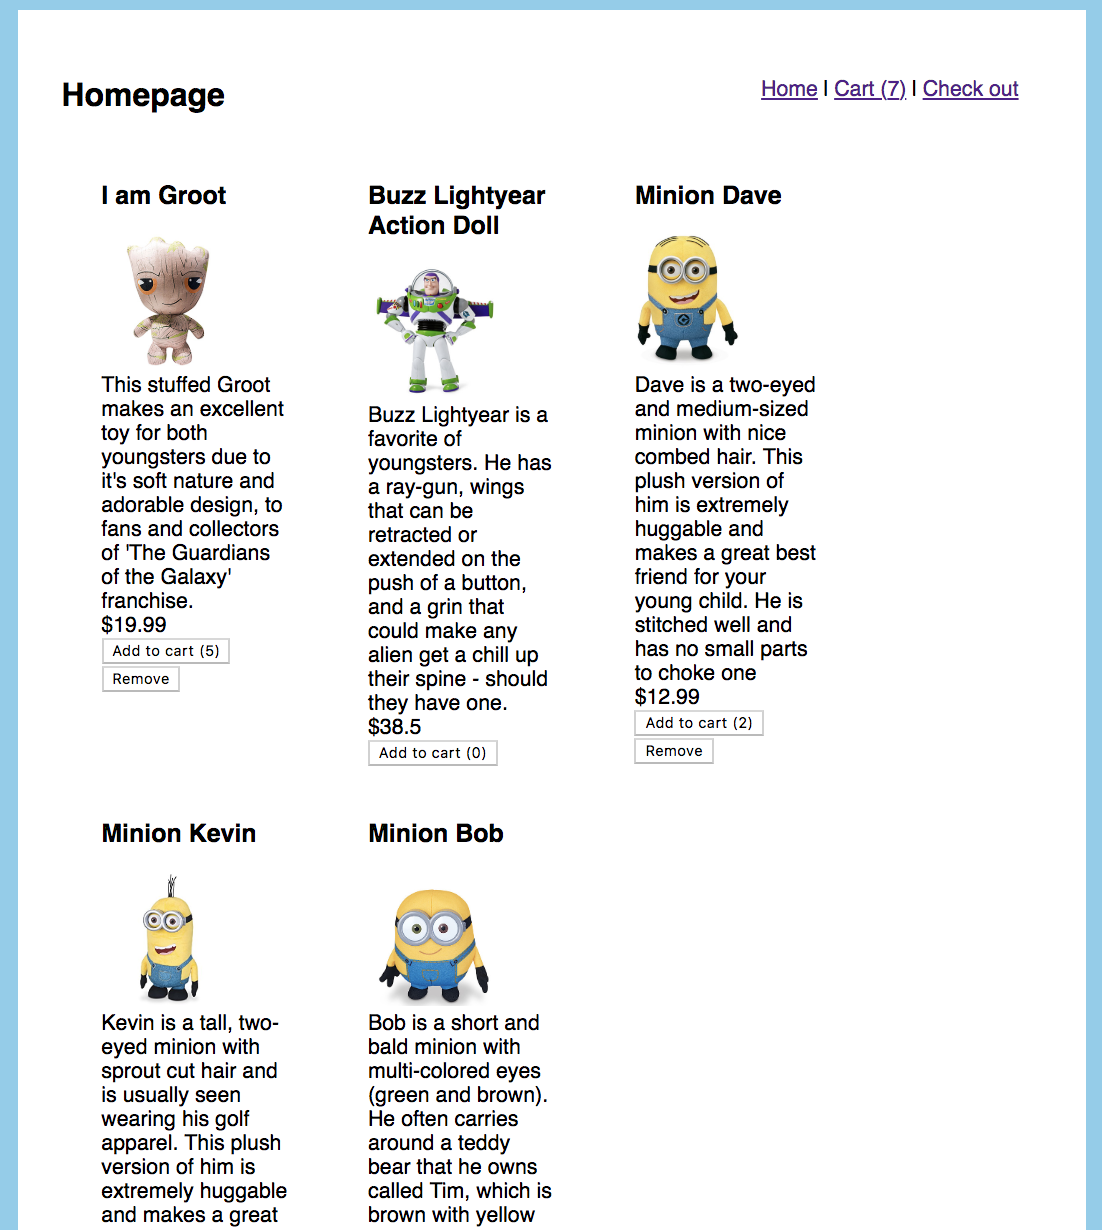 Homepage
Home | Cart (7) | Check out
I am Groot
This stuffed Groot
makes an excellent
toy for both
youngsters due to
it's soft nature and
adorable design, to
fans and collectors
of 'The Guardians
of the Galaxy'
franchise.
$19.99
Add to cart (5)
Remove
Buzz Lightyear
Action Doll
Buzz Lightyear is a
favorite of
youngsters. He has
a ray-gun, wings
that can be
retracted or
extended on the
push of a button,
and a grin that
could make any
alien get a chill up
their spine - should
they have one.
$38.5
Add to cart (0)
Minion Dave
Dave is a two-eyed
and medium-sized
minion with nice
combed hair. This
plush version of
him is extremely
huggable and
makes a great best
friend for your
young child. He is
stitched well and
has no small parts
to choke one
$12.99
Add to cart (2)
Remove
Minion Kevin
Kevin is a tall, two-
eyed minion with
sprout cut hair and
is usually seen
wearing his golf
apparel. This plush
version of him is
extremely huggable
and makes a great
Minion Bob
Bob is a short and
bald minion with
multi-colored eyes
(green and brown).
He often carries
around a teddy
bear that he owns
called Tim, which is
brown with yellow